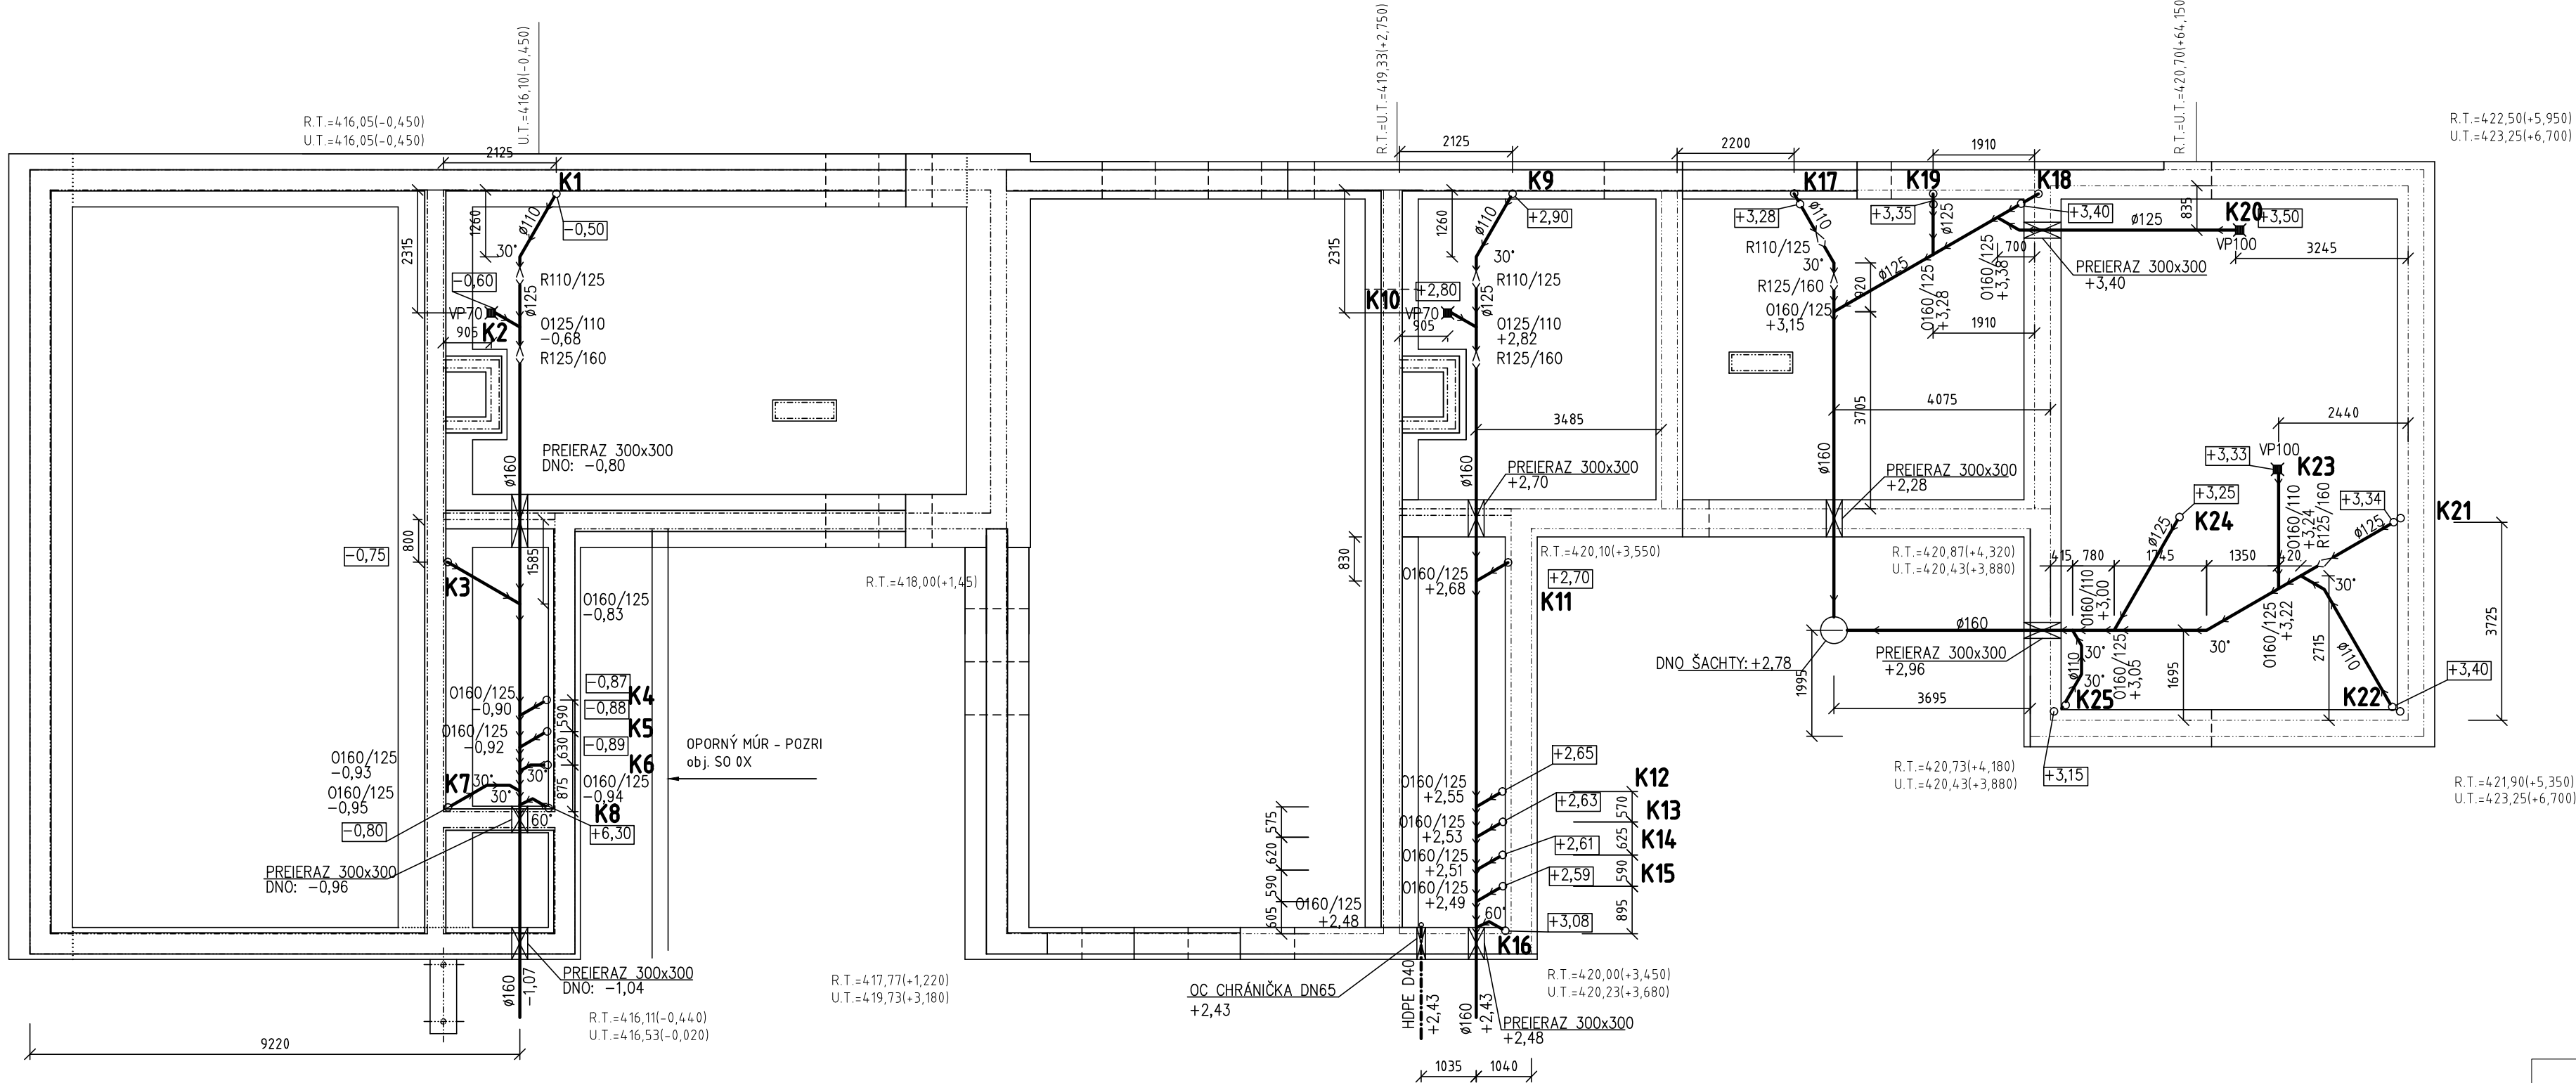 R.T.=416,05(-0,450)
U.T.=416,05(-0,450)
U.T.=416,10(-0,450)
2125
K1
1260
2315
Ø110
-0,50
30°
-0,60
R110/125
Ø125
VP70
905
K2
O125/110
-0,68
R125/160
PREIERAZ 300x300
DNO: -0,80
Ø160
800
-0,75
1585
K3
O160/125
-0,83
O160/125
-0,90
-0,87
K4
-0,88
590
O160/125
-0,92
K5
630
-0,89
K6
O160/125
-0,93
O160/125
-0,95
K7
30°
30°
30°
O160/125
-0,94
875
K8
60°
-0,80
+6,30
PREIERAZ 300x300
DNO: -0,96
PREIERAZ 300x300
DNO: -1,04
Ø160
-1,07
R.T.=416,11(-0,440)
U.T.=416,53(-0,020)
9220
OPORNÝ MÚR - POZRI
obj. SO 0X
R.T.=418,00(+1,45)
R.T.=417,77(+1,220)
U.T.=419,73(+3,180)
R.T.=U.T.=419,33(+2,750)
2125
K9
1260
2315
Ø110
+2,90
30°
K10
+2,80
R110/125
Ø125
VP70
905
O125/110
+2,82
R125/160
3485
Ø160
PREIERAZ 300x300
+2,70
830
O160/125
+2,68
R.T.=420,10(+3,550)
+2,70
K11
+2,65
O160/125
+2,55
K12
570
+2,63
K13
O160/125
+2,53
625
+2,61
K14
O160/125
+2,51
590
+2,59
K15
O160/125
+2,49
895
575
620
590
605
O160/125
+2,48
60°
+3,08
K16
R.T.=420,00(+3,450)
U.T.=420,23(+3,680)
OC CHRÁNIČKA DN65
+2,43
HDPE D40
+2,43
Ø160
+2,43
PREIERAZ 300x300
+2,48
1035
1040
2200
K17
+3,28
Ø110
R110/125
30°
R125/160
O160/125
+3,15
920
3705
Ø160
1910
K19
K18
+3,35
Ø125
+3,40
Ø125
O160/125
+3,28
O160/125
+3,38
700
1910
4075
PREIERAZ 300x300
+3,40
R.T.=U.T.=420,70(+64,150
835
Ø125
K20
+3,50
VP100
3245
R.T.=422,50(+5,950)
U.T.=423,25(+6,700)
PREIERAZ 300x300
+2,28
R.T.=420,87(+4,320)
U.T.=420,43(+3,880)
2440
VP100
+3,33
K23
+3,25
K24
Ø125
O160/110
+3,24
R125/160
+3,34
K21
Ø125
415
780
1745
1350
420
O160/110
+3,00
30°
Ø160
DNO ŠACHTY: +2,78
PREIERAZ 300x300
+2,96
1995
3695
30°
Ø110
30°
O160/125
+3,05
1695
30°
O160/125
+3,22
2715
Ø110
3725
K25
K22
+3,40
+3,15
R.T.=420,73(+4,180)
U.T.=420,43(+3,880)
R.T.=421,90(+5,350)
U.T.=423,25(+6,700)